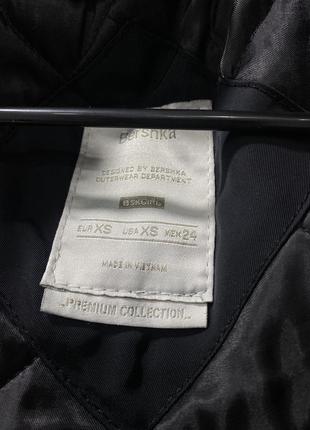 Bershka
DESIGNED BY BERSHKA
OUTERWEAR DEPARTMENT
BSKGIRL
EUR XS USA XS MEX 24
MADE IN VIETNAM
...PREMIUM COLLECTION...